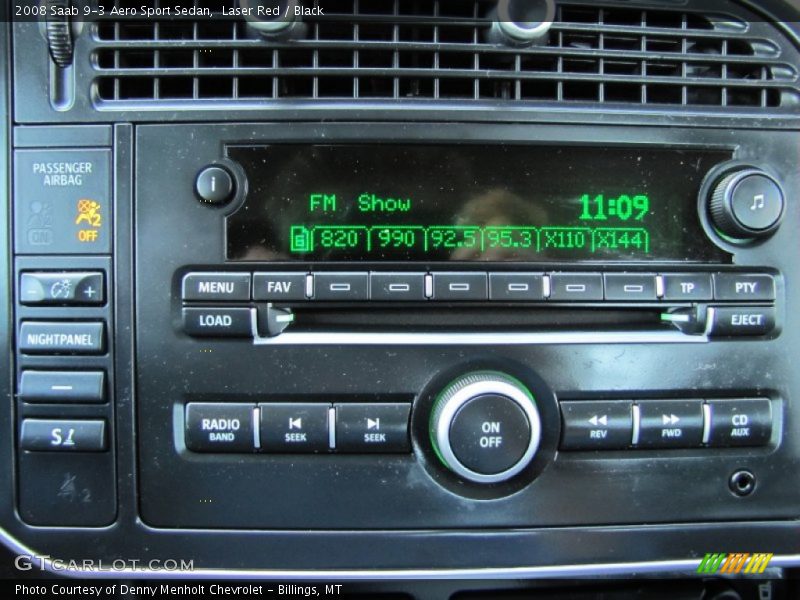 2008 Saab 9-3 Aero Sport Sedan, Laser Red / Black
PASSENGER
AIRBAG
ON
2
OFF
i
FM Show
11:09
820 990 92.5 95.3 X110 X144
+
MENU
FAV
TP
PTY
LOAD
EJECT
NIGHTPANEL
RADIO
BAND
SEEK
SEEK
ON
OFF
REV
FWD
CD
AUX
2
GTCARLOT.COM
Photo Courtesy of Denny Menholt Chevrolet - Billings, MT